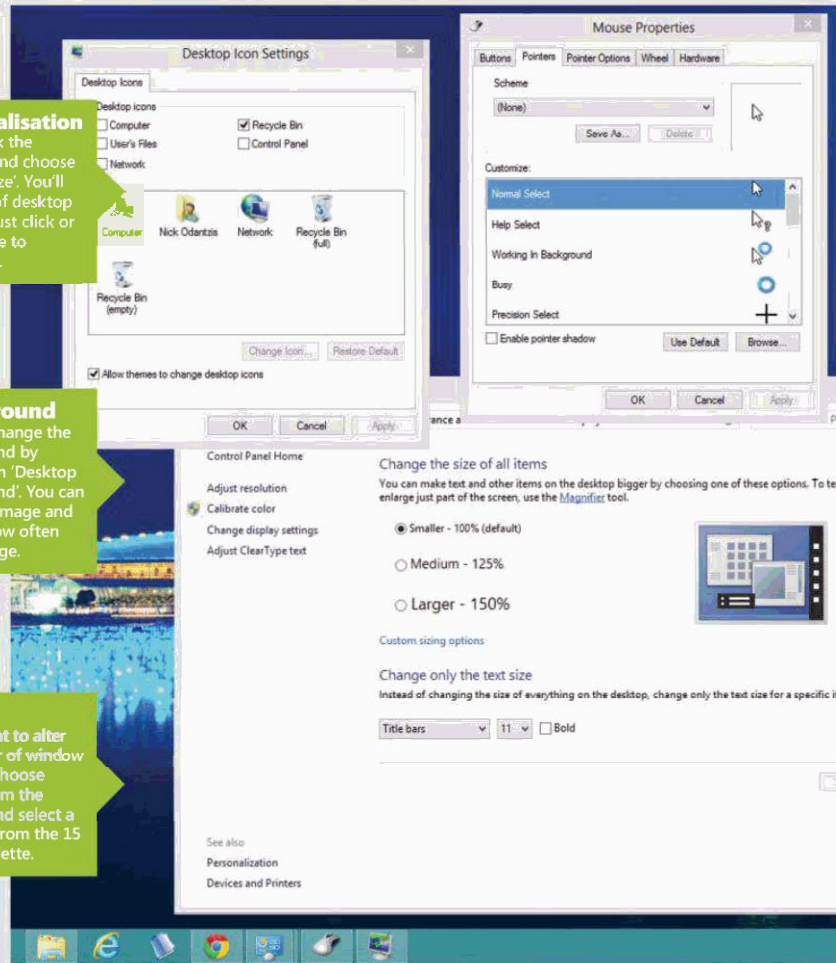 Desktop Icon Settings
Desktop Icons
Desktop icons
Computer
Recycle Bin
User's Files
Control Panel
Network
Computer
Nick Odantzis
Network
Recycle Bin
(full)
Recycle Bin
(empty)
Change Icon...
Restore Default
Allow themes to change desktop icons
OK
Cancel
Apply
Mouse Properties
Buttons
Pointers
Pointer Options
Wheel
Hardware
Scheme
(None)
Save As...
Delete
Customize:
Normal Select
Help Select
Working In Background
Busy
Precision Select
Enable pointer shadow
Use Default
Browse...
OK
Cancel
Apply
alisation
the
nd choose
ze'. You'll
of desktop
ust click or
e to
ound
hange the
nd by
n 'Desktop
nd'. You can
mage and
ow often
ge.
nt to alter
r of window
hoose
m the
nd select a
rom the 15
lette.
Control Panel Home
Adjust resolution
Calibrate color
Change display settings
Adjust ClearType text
Change the size of all items
You can make text and other items on the desktop bigger by choosing one of these options. To te
enlarge just part of the screen, use the Magnifier tool.
Smaller - 100% (default)
Medium - 125%
Larger - 150%
Custom sizing options
Change only the text size
Instead of changing the size of everything on the desktop, change only the text size for a specific i
Title bars
11
Bold
See also
Personalization
Devices and Printers